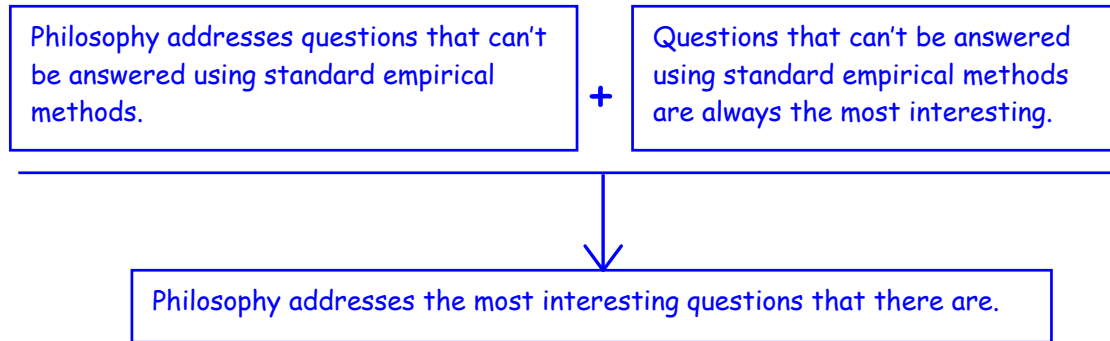 Philosophy addresses questions that can't
be answered using standard empirical
methods.
+
Questions that can't be answered
using standard empirical methods
are always the most interesting.
Philosophy addresses the most interesting questions that there are.